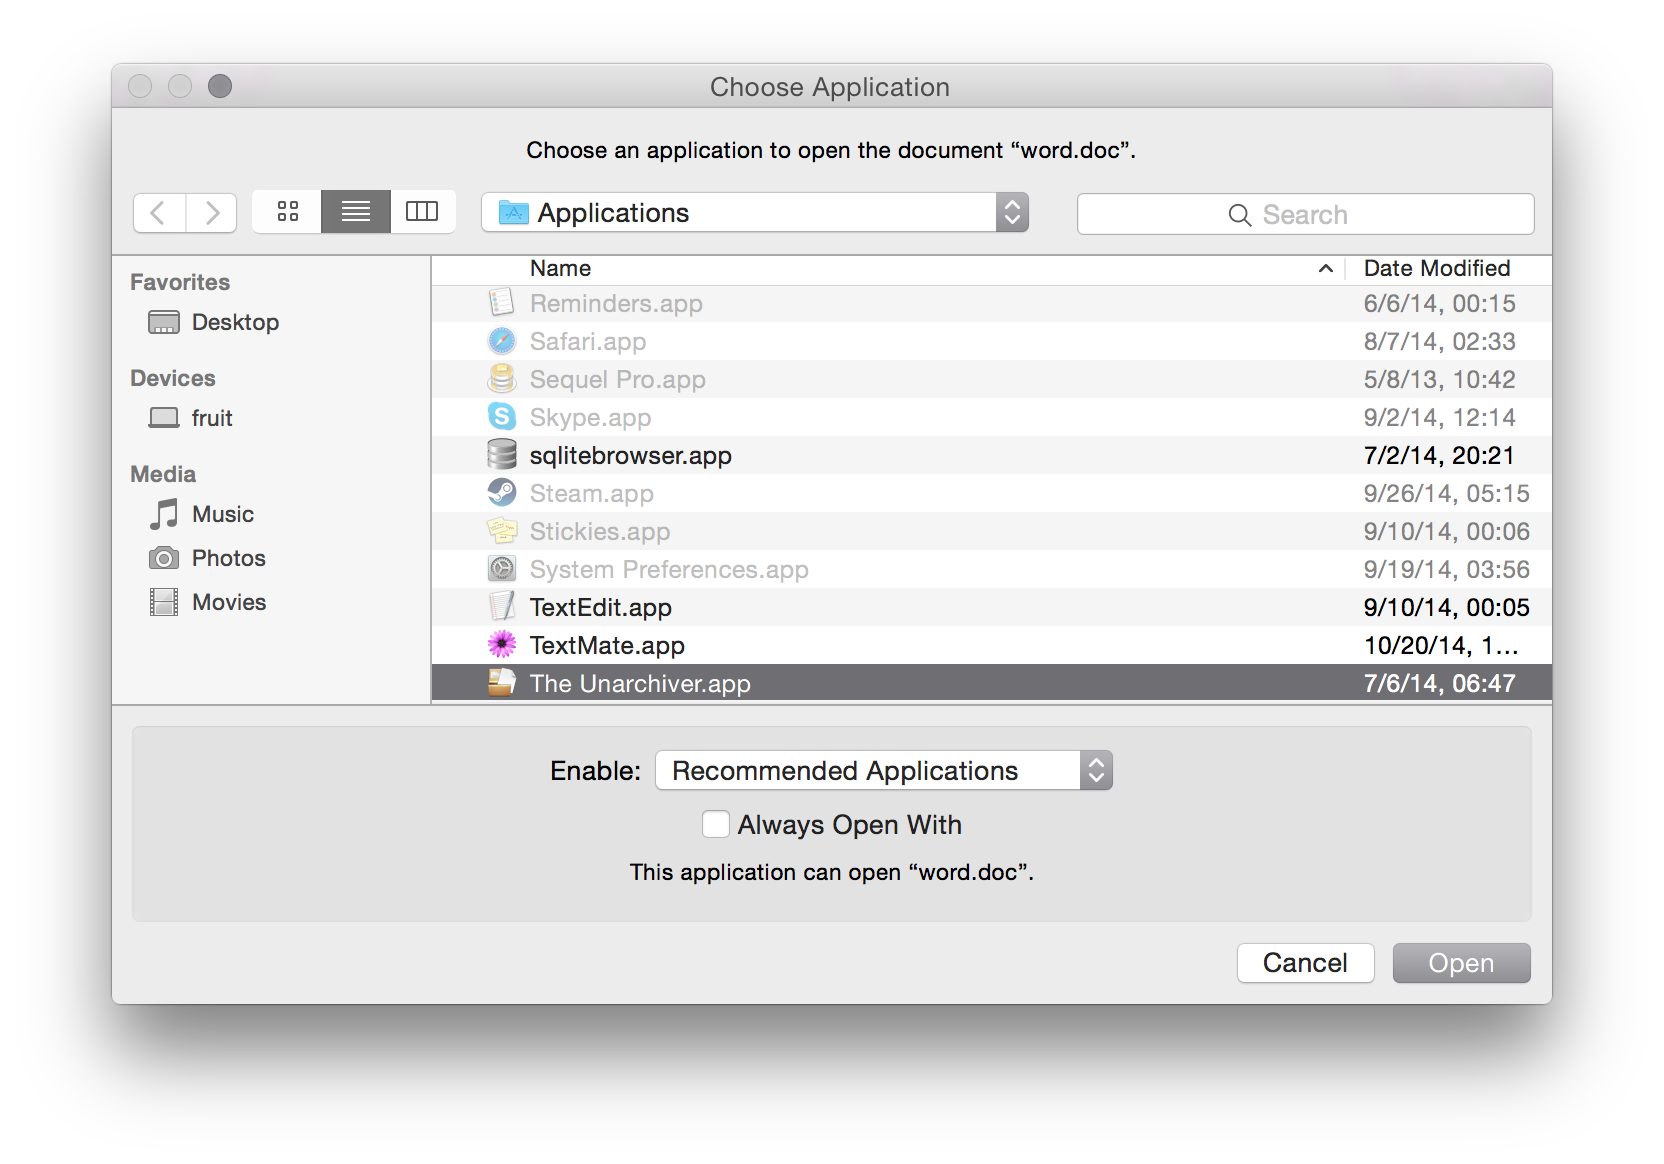 Choose Application
Choose an application to open the document “word.doc”.
Applications
Search
Favorites
Desktop
Devices
fruit
Media
Music
Photos
Movies
Name Date Modified
Reminders.app 6/6/14, 00:15
Safari.app 8/7/14, 02:33
Sequel Pro.app 5/8/13, 10:42
Skype.app 9/2/14, 12:14
sqlitebrowser.app 7/2/14, 20:21
Steam.app 9/26/14, 05:15
Stickies.app 9/10/14, 00:06
System Preferences.app 9/19/14, 03:56
TextEdit.app 9/10/14, 00:05
TextMate.app 10/20/14, 1...
The Unarchiver.app 7/6/14, 06:47
Enable: Recommended Applications
Always Open With
This application can open “word.doc”.
Cancel Open